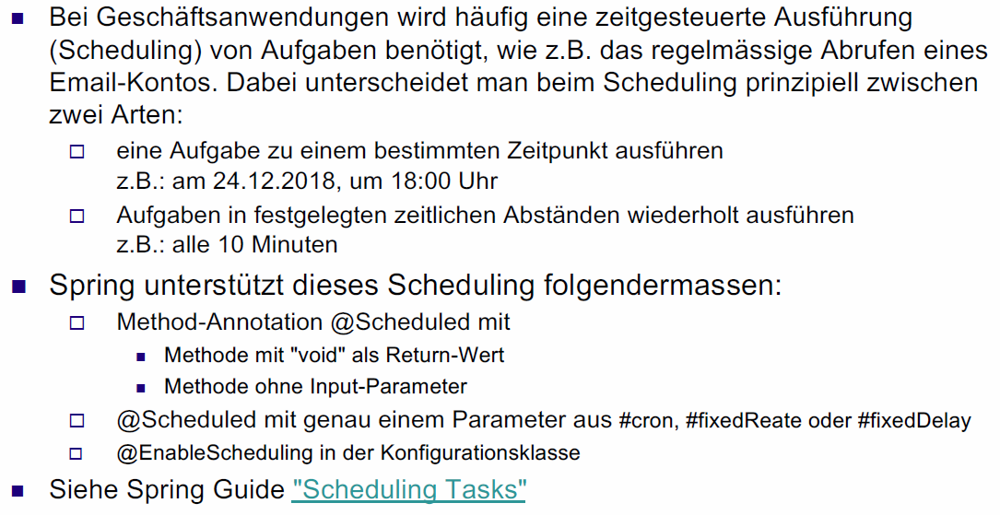 Bei Geschäftsanwendungen wird häufig eine zeitgesteuerte Ausführung
(Scheduling) von Aufgaben benötigt, wie z.B. das regelmässige Abrufen eines
Email-Kontos. Dabei unterscheidet man beim Scheduling prinzipiell zwischen
zwei Arten:
eine Aufgabe zu einem bestimmten Zeitpunkt ausführen
z.B.: am 24.12.2018, um 18:00 Uhr
Aufgaben in festgelegten zeitlichen Abständen wiederholt ausführen
z.B.: alle 10 Minuten
Spring unterstützt dieses Scheduling folgendermassen:
Method-Annotation @Scheduled mit
Methode mit "void" als Return-Wert
Methode ohne Input-Parameter
@Scheduled mit genau einem Parameter aus #cron, #fixedReate oder #fixedDelay
@EnableScheduling in der Konfigurationsklasse
Siehe Spring Guide "Scheduling Tasks"